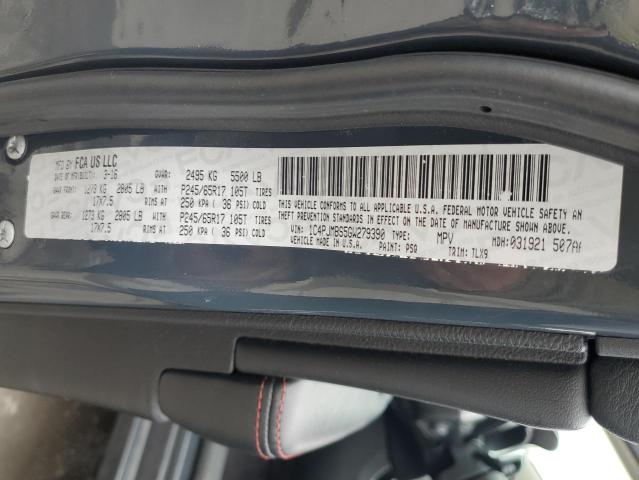 MFD BY FCA US LLC
DATE OF MFR/BUILT: 3-16 GVWR: 2495 KG 5500 LB
GAWR FRONT: 1273 KG 2805 LB WITH P245/65R17 105T TIRES
17X7.5 RIMS AT 250 KPA ( 36 PSI) COLD
GAWR REAR: 1273 KG 2805 LB WITH P245/65R17 105T TIRES
17X7.5 RIMS AT 250 KPA ( 36 PSI) COLD
THIS VEHICLE CONFORMS TO ALL APPLICABLE U.S.A. FEDERAL MOTOR VEHICLE SAFETY AN
THEFT PREVENTION STANDARDS IN EFFECT ON THE DATE OF MANUFACTURE SHOWN ABOVE.
VIN: 1C4PJMBS5GW279390 TYPE: MPV MDH: 031921 507A
VEHICLE MADE IN U.S.A. PAINT: PSQ TRIM: TLX9